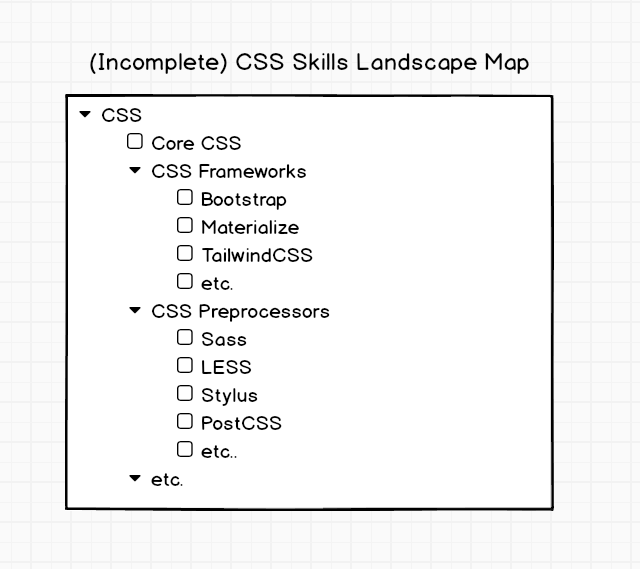 (Incomplete) CSS Skills Landscape Map
CSS
Core CSS
CSS Frameworks
Bootstrap
Materialize
TailwindCSS
etc.
CSS Preprocessors
Sass
LESS
Stylus
PostCSS
etc..
etc.